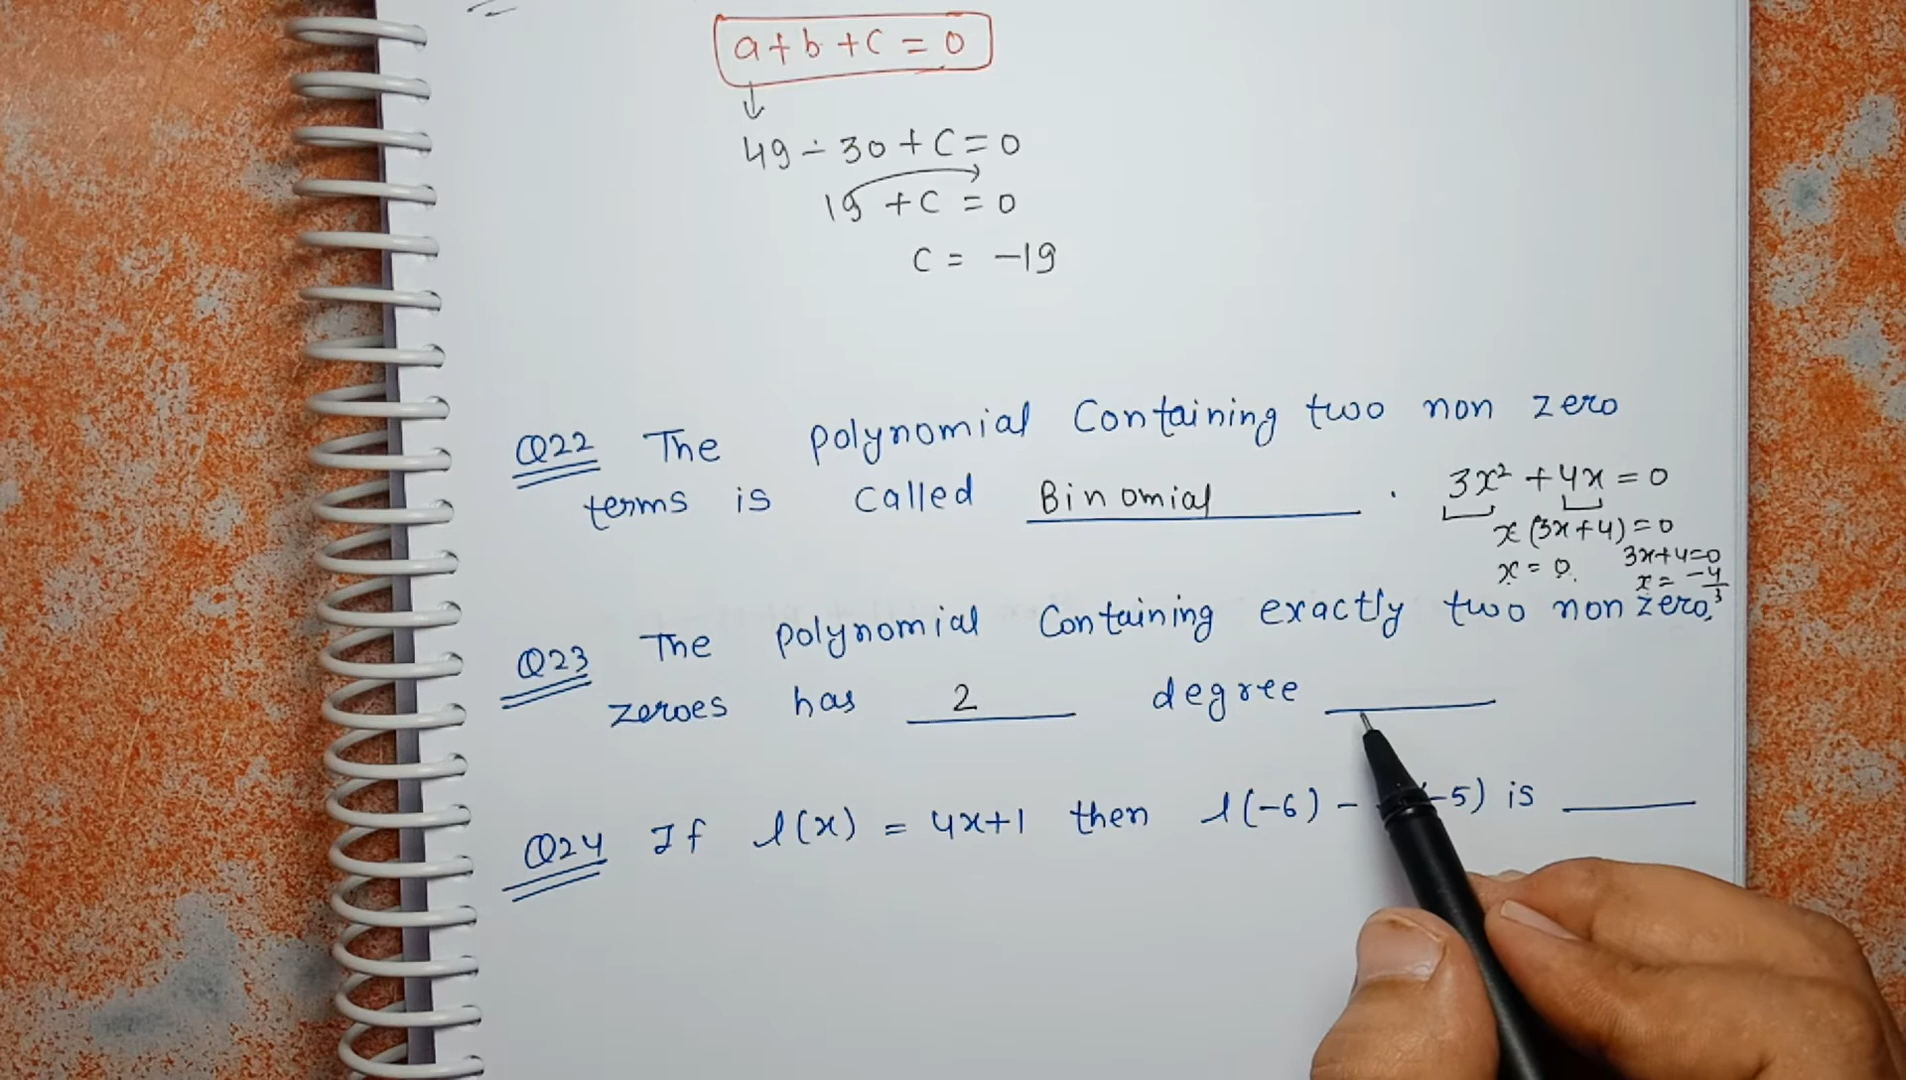 a+b+c=0
↓
49-30+C=0
19+C=0
C = -19
Q22 The polynomial Containing two non zero
terms is called Binomial .
3x²+4x=0
x(3x+4)=0
x=0. 3x+4=0
x=-4/3
Q23 The polynomial Containing exactly two non zero.
zeroes has 2 degree
Q24 If l(x) = 4x+1 then l(-6) - -5) is